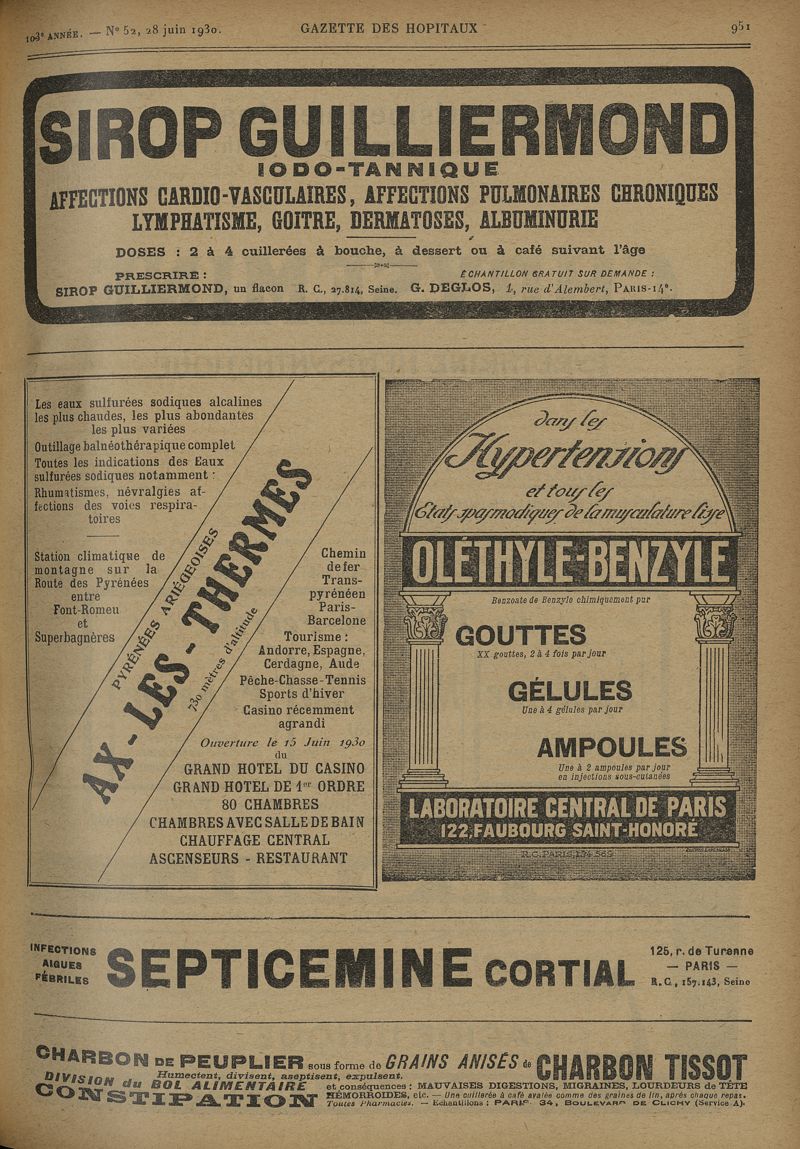 103e ANNÉE. — N° 52, 28 juin 1930. GAZETTE DES HOPITAUX 951
SIROP GUILLIERMOND
IODO-TANNIQUE
AFFECTIONS CARDIO-VASCULAIRES, AFFECTIONS PULMONAIRES CHRONIQUES
LYMPHATISME, GOITRE, DERMATOSES, ALBUMINURIE
DOSES : 2 à 4 cuillerées à bouche, à dessert ou à café suivant l'âge
PRESCRIRE :
SIROP GUILLIERMOND, un flacon R. C., 27.814, Seine.
ÉCHANTILLON GRATUIT SUR DEMANDE :
G. DEGLOS, 1, rue d'Alembert, PARIS-14e.
Les eaux sulfurées sodiques alcalines
les plus chaudes, les plus abondantes
les plus variées
Outillage balnéothérapique complet
Toutes les indications des Eaux
sulfurées sodiques notamment :
Rhumatismes, névralgies af-
fections des voies respira-
toires
Station climatique de
montagne sur la
Route des Pyrénées
entre
Font-Romeu
et
Superbagnères
PYRÉNÉES ARIÉGEOISES
AX-LES-THERMES
730 mètres d'altitude
Chemin
de fer
Trans-
pyrénéen
Paris-
Barcelone
Tourisme :
Andorre, Espagne,
Cerdagne, Aude
Pêche-Chasse-Tennis
Sports d'hiver
Casino récemment
agrandi
Ouverture le 15 Juin 1930
du
GRAND HOTEL DU CASINO
GRAND HOTEL DE 1er ORDRE
80 CHAMBRES
CHAMBRES AVEC SALLE DE BAIN
CHAUFFAGE CENTRAL
ASCENSEURS - RESTAURANT
dans les
Hypertensions
et tous les
États spasmodiques de la musculature lisse
OLÉTHYLE-BENZYLE
Benzoate de Benzyle chimiquement pur
GOUTTES
XX gouttes, 2 à 4 fois par jour
GÉLULES
Une à 4 gélules par jour
AMPOULES
Une à 2 ampoules par jour
en injections sous-cutanées
LABORATOIRE CENTRAL DE PARIS
122, FAUBOURG SAINT-HONORÉ
R.C. PARIS, 174.569
INFECTIONS
AIGUES
FÉBRILES
SEPTICEMINE CORTIAL
125, r. de Turenne
— PARIS —
R. C., 157.143, Seine
CHARBON DE PEUPLIER sous forme de GRAINS ANISÉS de CHARBON TISSOT
Humectent, divisent, aseptisent, expulsent.
DIVISION du BOL ALIMENTAIRE et conséquences : MAUVAISES DIGESTIONS, MIGRAINES, LOURDEURS de TÊTE
CONSTIPATION HÉMORROIDES, etc. — Une cuillerée à café avalée comme des graines de lin, après chaque repas.
Toutes Pharmacies. — Echantillons : PARIS, 34, BOULEVARD DE CLICHY (Service A).